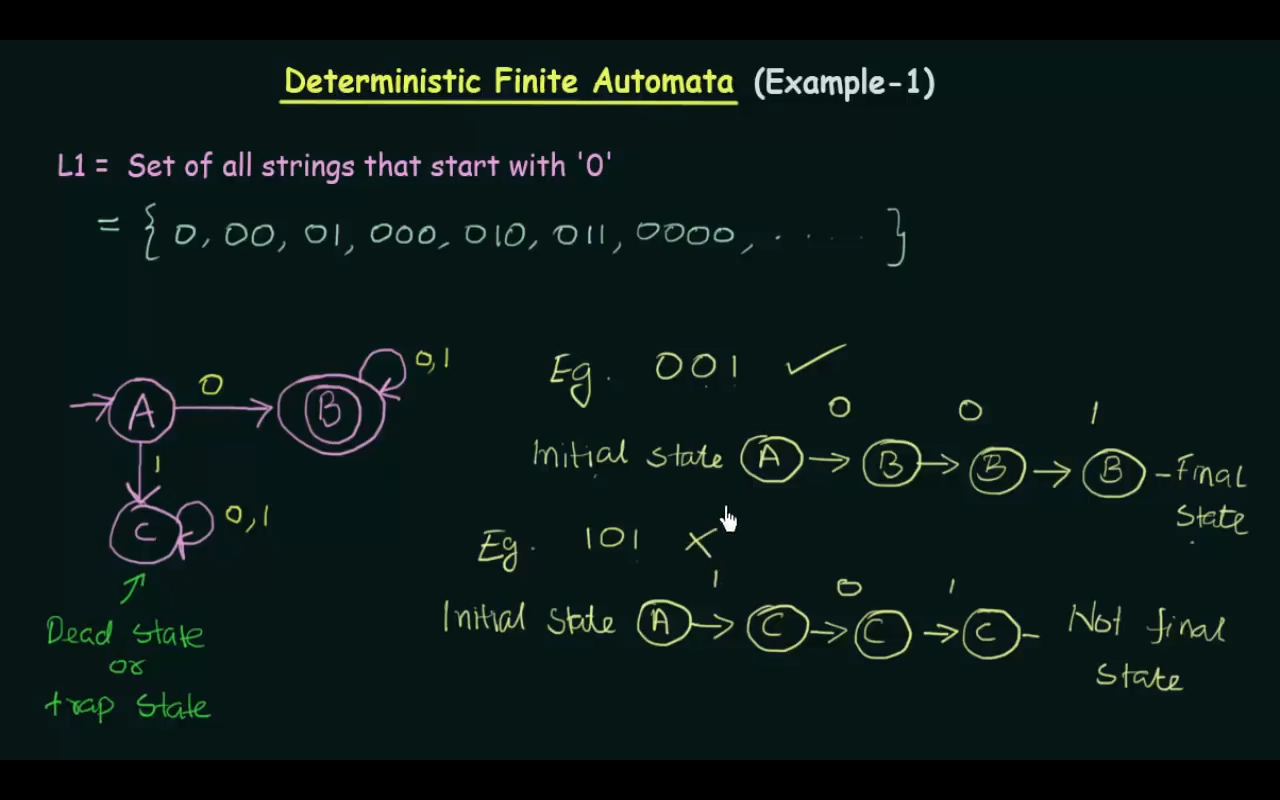 Deterministic Finite Automata (Example-1)
L1 = Set of all strings that start with '0'
= { 0, 00, 01, 000, 010, 011, 0000, ..... }
A 0 B 0,1
1
C 0,1
Dead state
or
trap state
Eg. 001 ✓
0 0 1
Initial state A → B → B → B - Final
state
Eg. 101 ✗
1 0 1
Initial state A → C → C → C - Not final
state